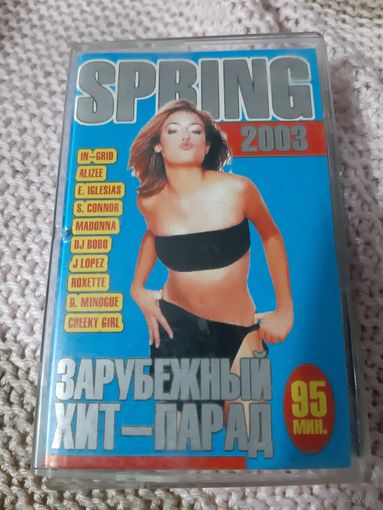 SPRING
2003
IN-GRID
ALIZEE
E. IGLESIAS
S. CONNOR
MADONNA
DJ BOBO
J LOPEZ
ROXETTE
D. MINOGUE
CHEEKY GIRL
ЗАРУБЕЖНЫЙ
ХИТ-ПАРАД
95
МИН.